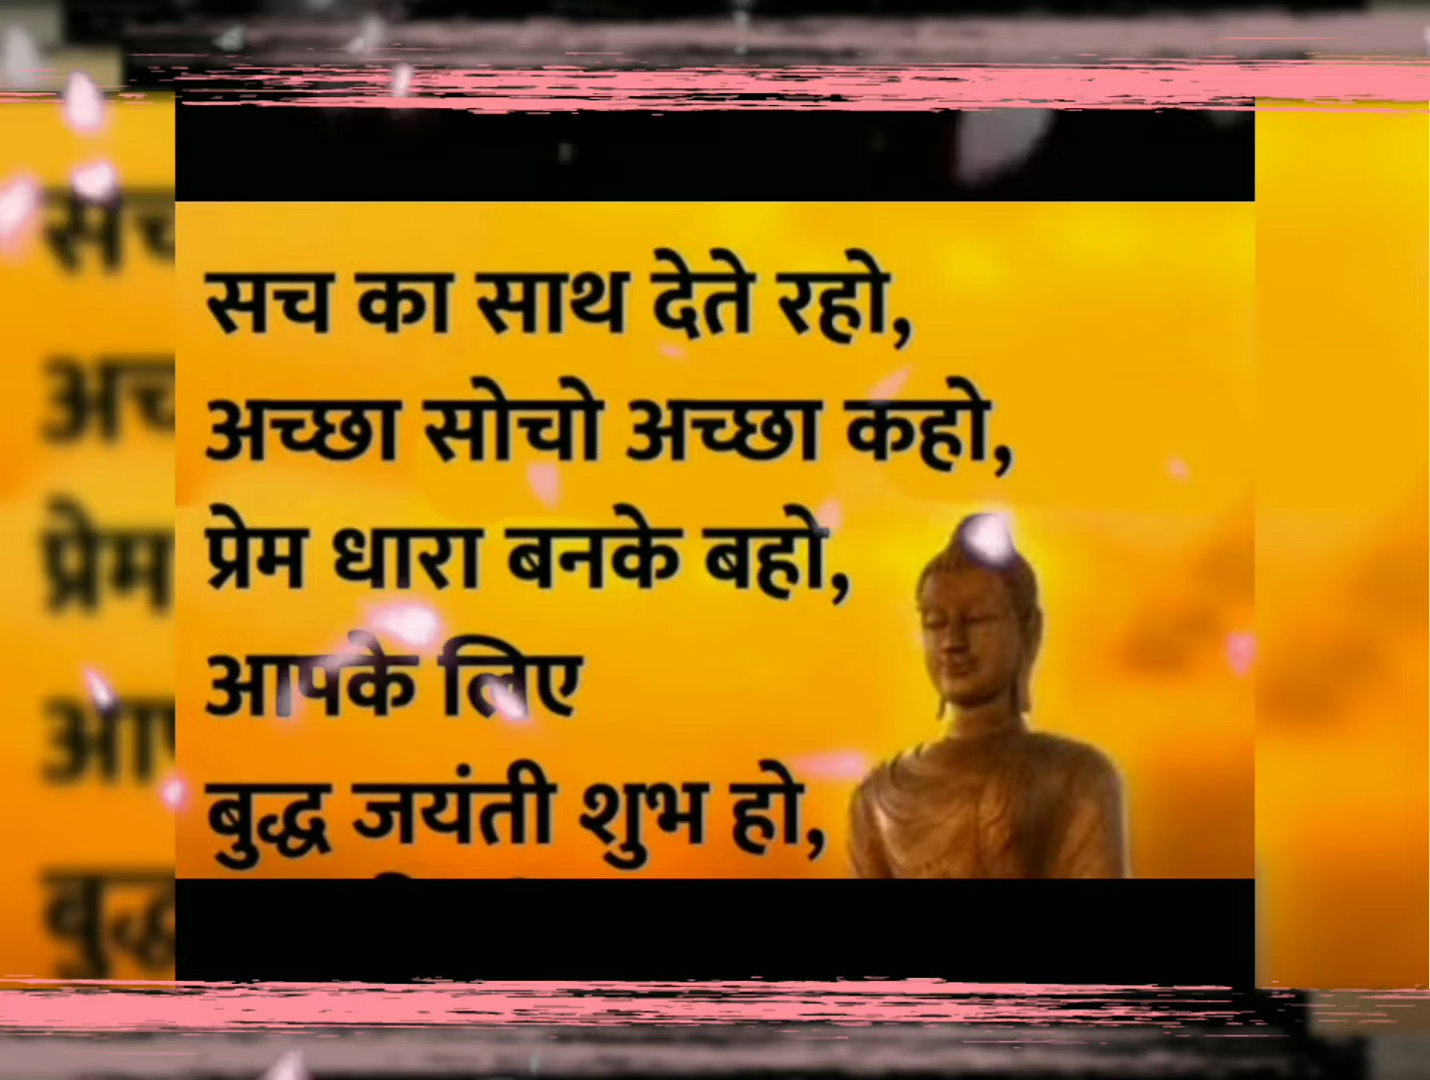 सच का साथ देते रहो,
अच्छा सोचो अच्छा कहो,
प्रेम धारा बनके बहो,
आपके लिए
बुद्ध जयंती शुभ हो,